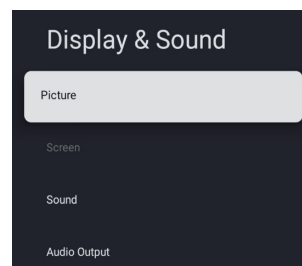 Display & Sound
Picture
Screen
Sound
Audio Output